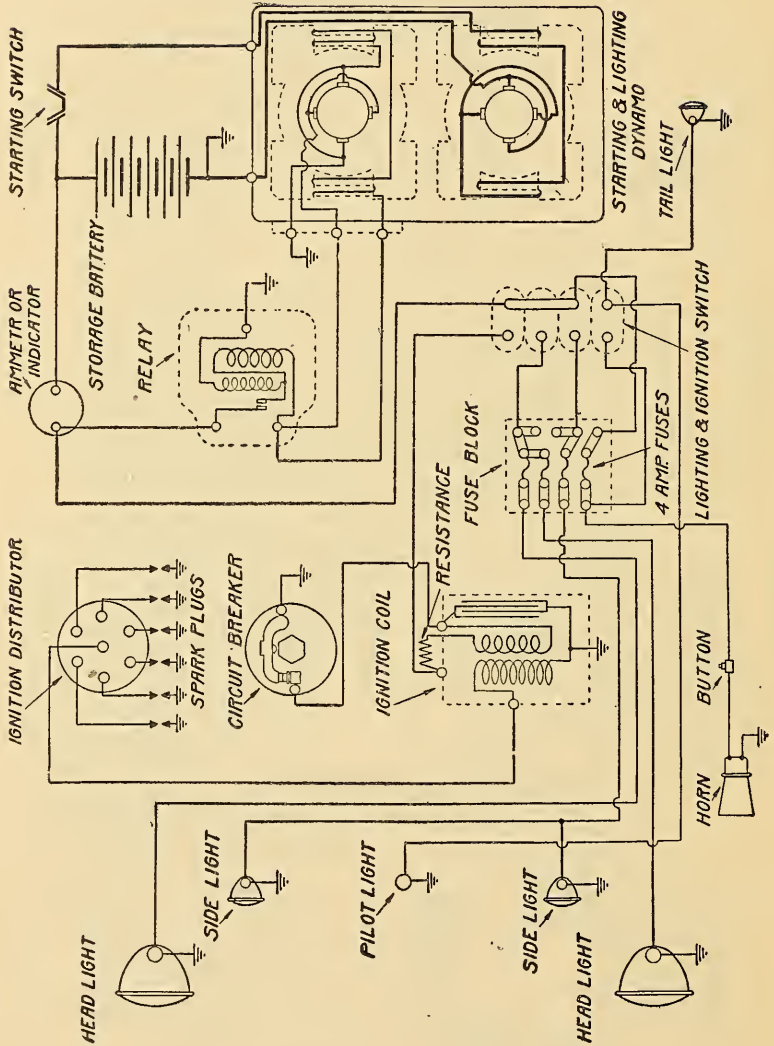 STARTING SWITCH
AMMETR OR
INDICATOR
STORAGE BATTERY
RELAY
STARTING & LIGHTING
DYNAMO
TAIL LIGHT
IGNITION DISTRIBUTOR
SPARK PLUGS
CIRCUIT BREAKER
RESISTANCE
IGNITION COIL
FUSE BLOCK
4 AMP. FUSES
LIGHTING & IGNITION SWITCH
HEAD LIGHT
SIDE LIGHT
PILOT LIGHT
SIDE LIGHT
HEAD LIGHT
HORN
BUTTON